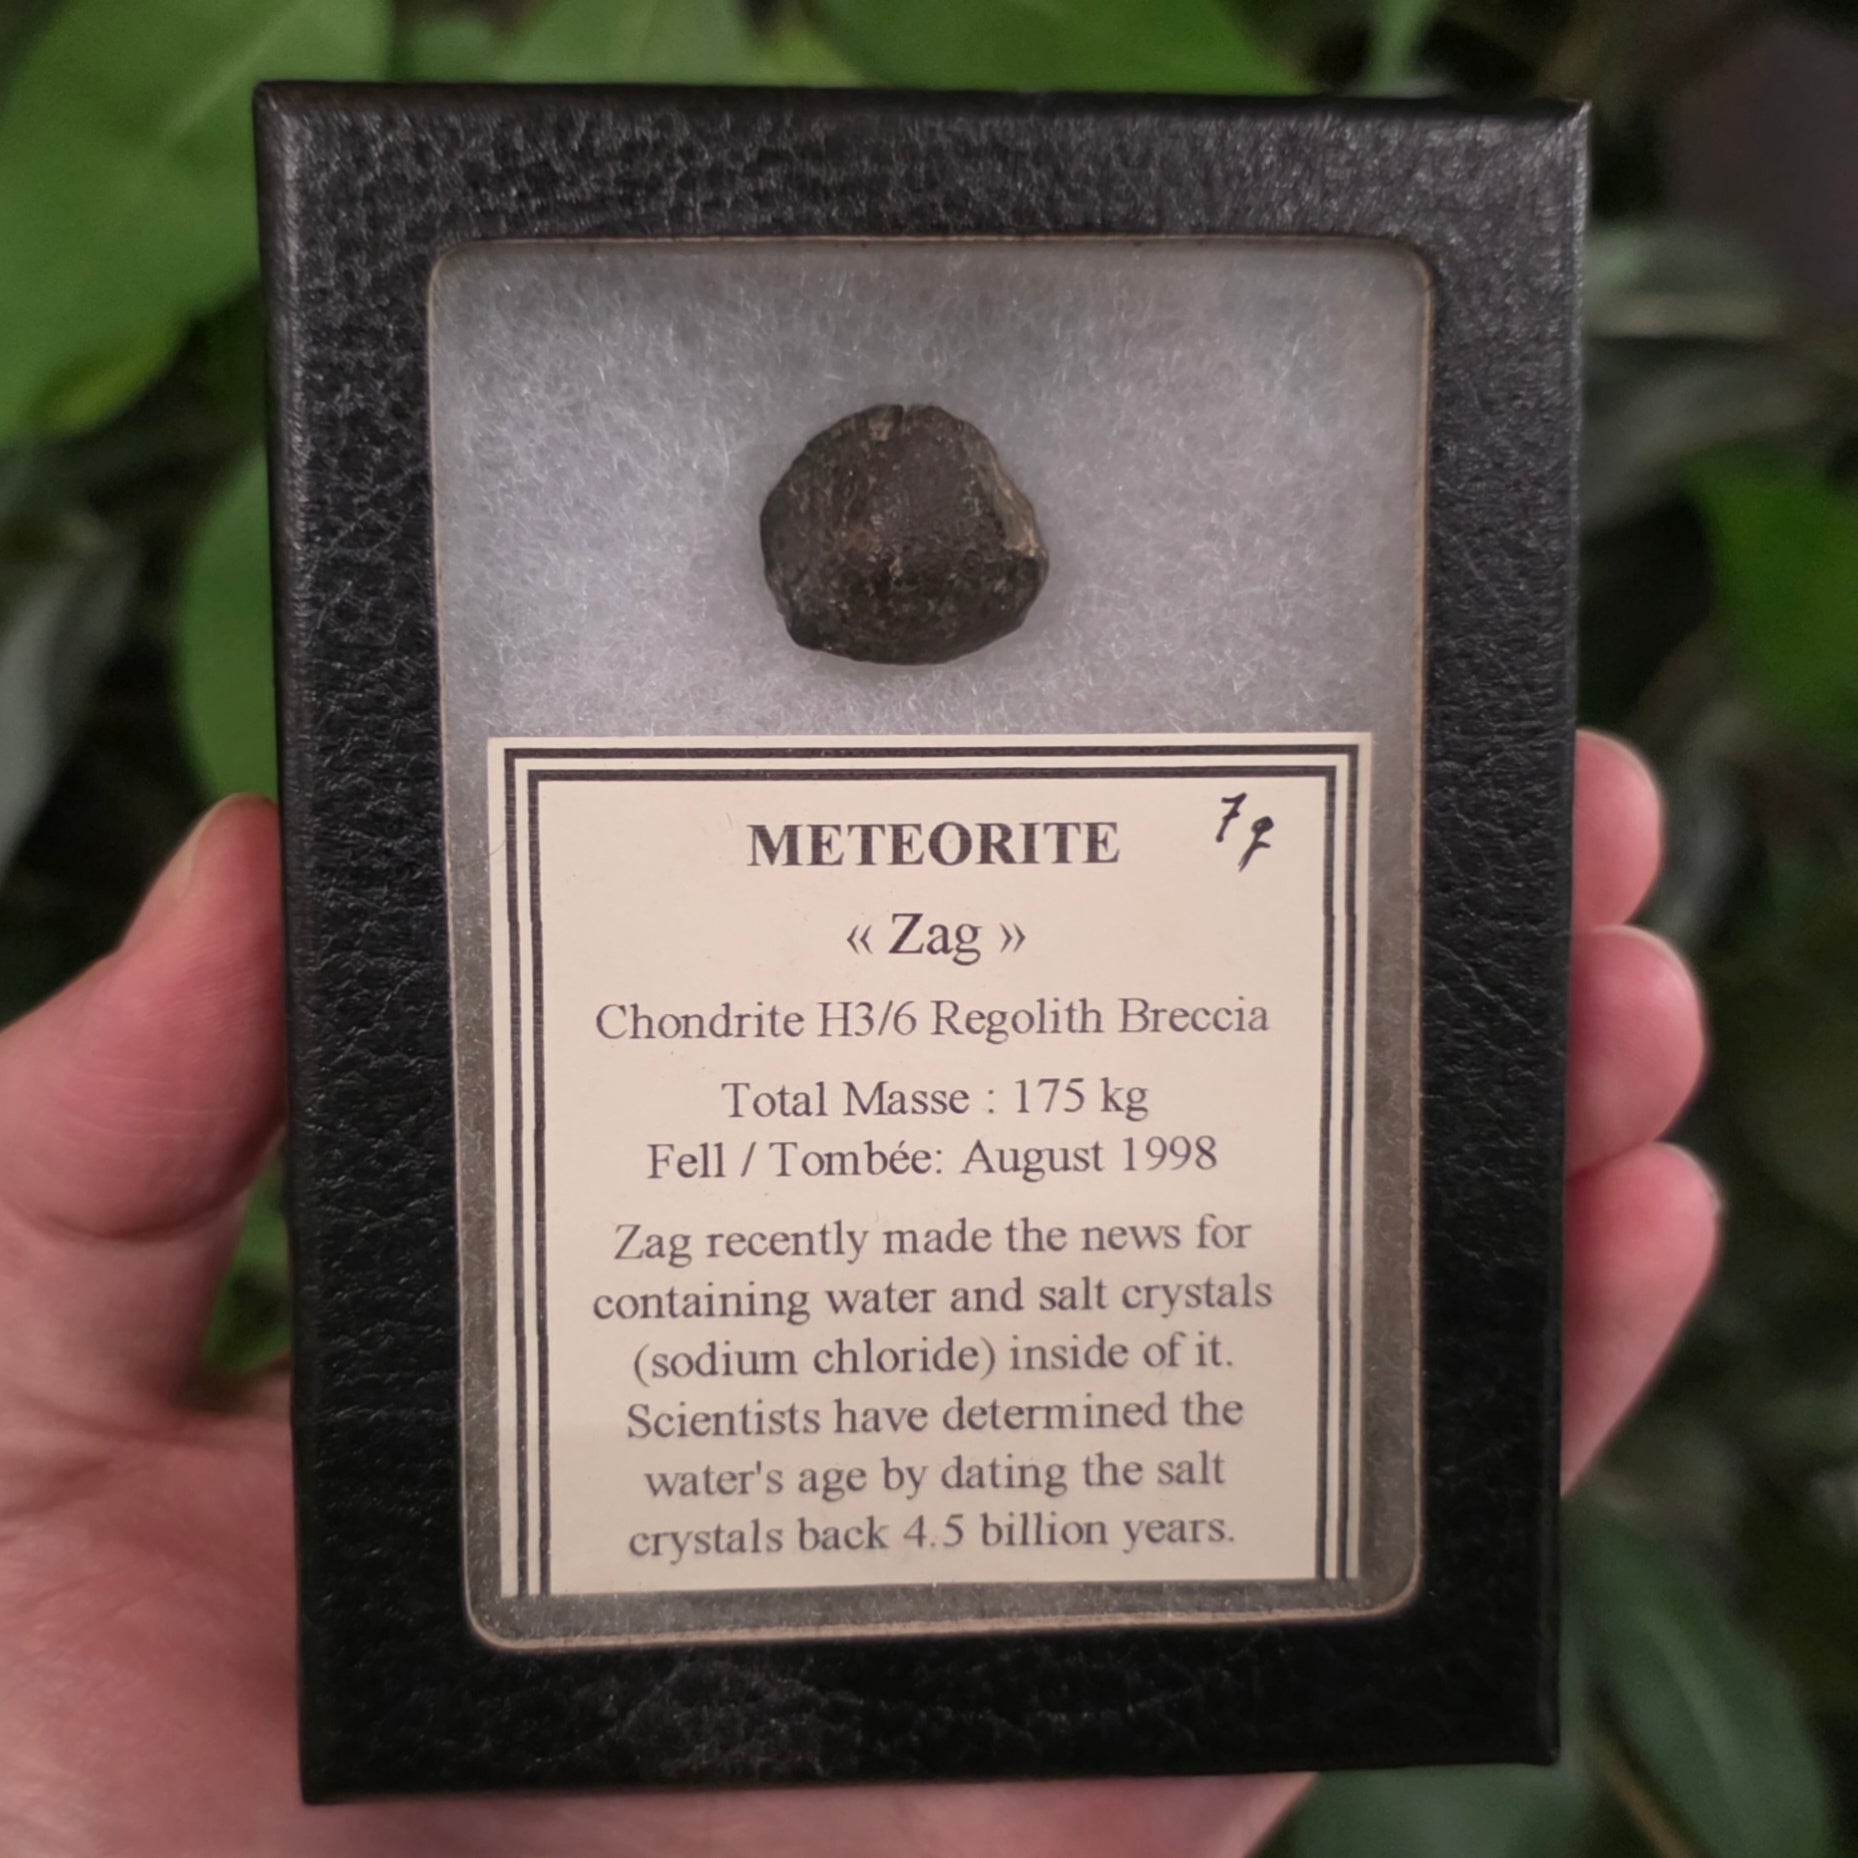 METEORITE 7g
« Zag »
Chondrite H3/6 Regolith Breccia
Total Masse : 175 kg
Fell / Tombée: August 1998
Zag recently made the news for
containing water and salt crystals
(sodium chloride) inside of it.
Scientists have determined the
water's age by dating the salt
crystals back 4.5 billion years.